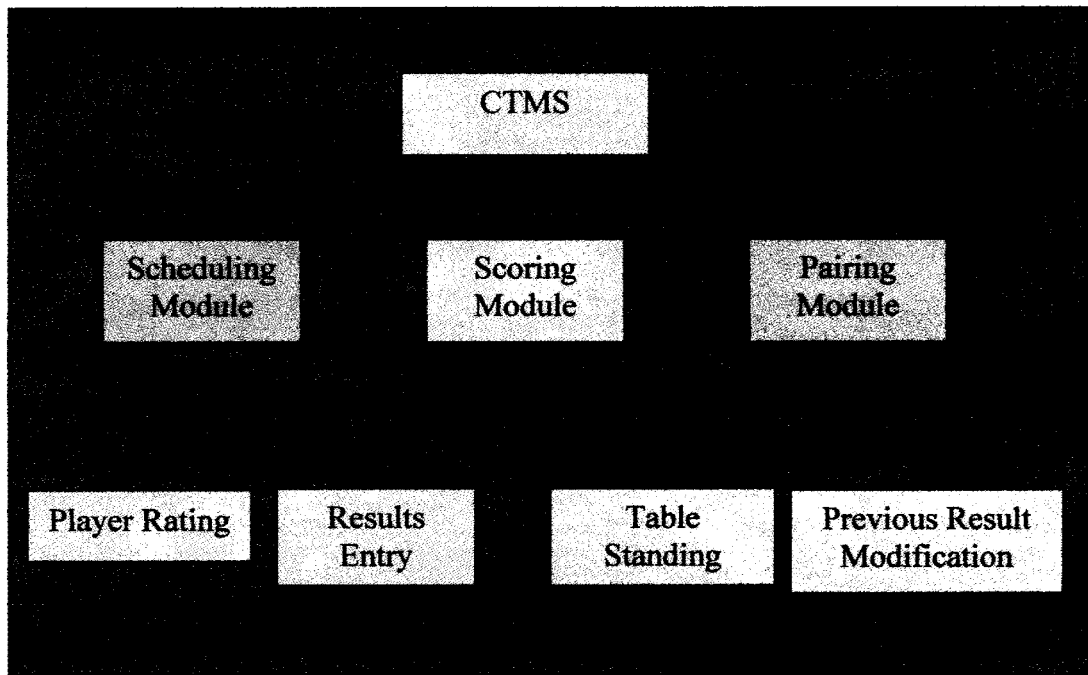 CTMS
Scheduling
Module
Scoring
Module
Pairing
Module
Player Rating
Results
Entry
Table
Standing
Previous Result
Modification